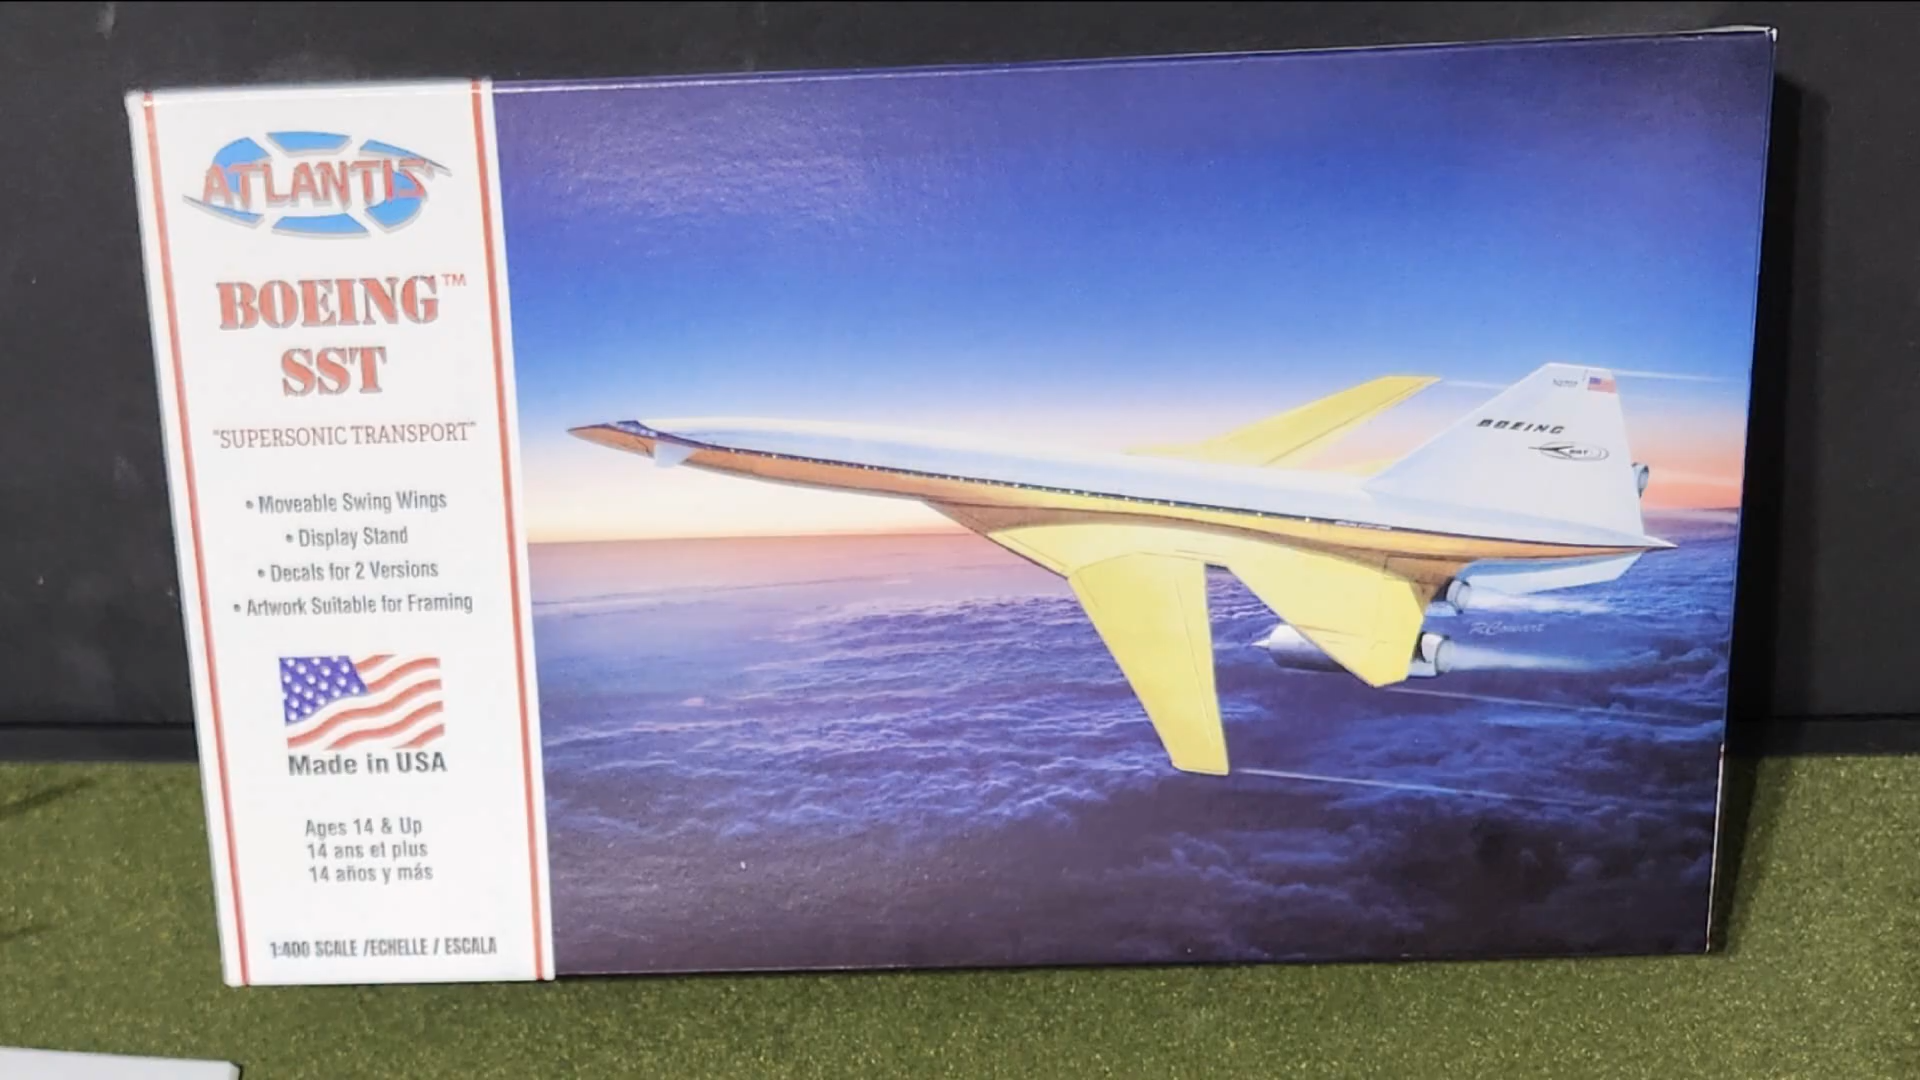 ATLANTIS
BOEING™
SST
"SUPERSONIC TRANSPORT"
• Moveable Swing Wings
• Display Stand
• Decals for 2 Versions
• Artwork Suitable for Framing
Made in USA
Ages 14 & Up
14 ans et plus
14 años y más
1:400 SCALE /ECHELLE / ESCALA
BOEING
SST